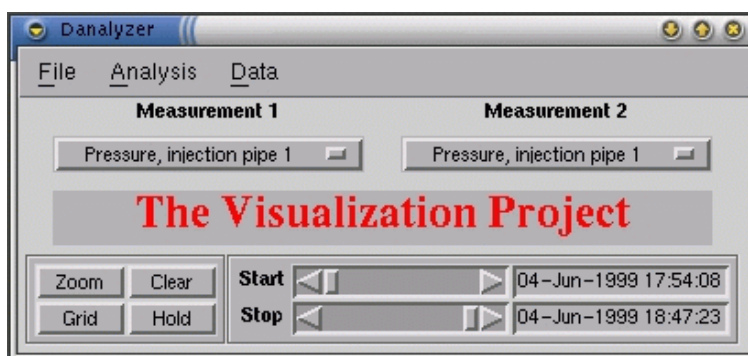 Danalyzer
File Analysis Data
Measurement 1 Measurement 2
Pressure, injection pipe 1 Pressure, injection pipe 1
The Visualization Project
Zoom Clear Start 04-Jun-1999 17:54:08
Grid Hold Stop 04-Jun-1999 18:47:23